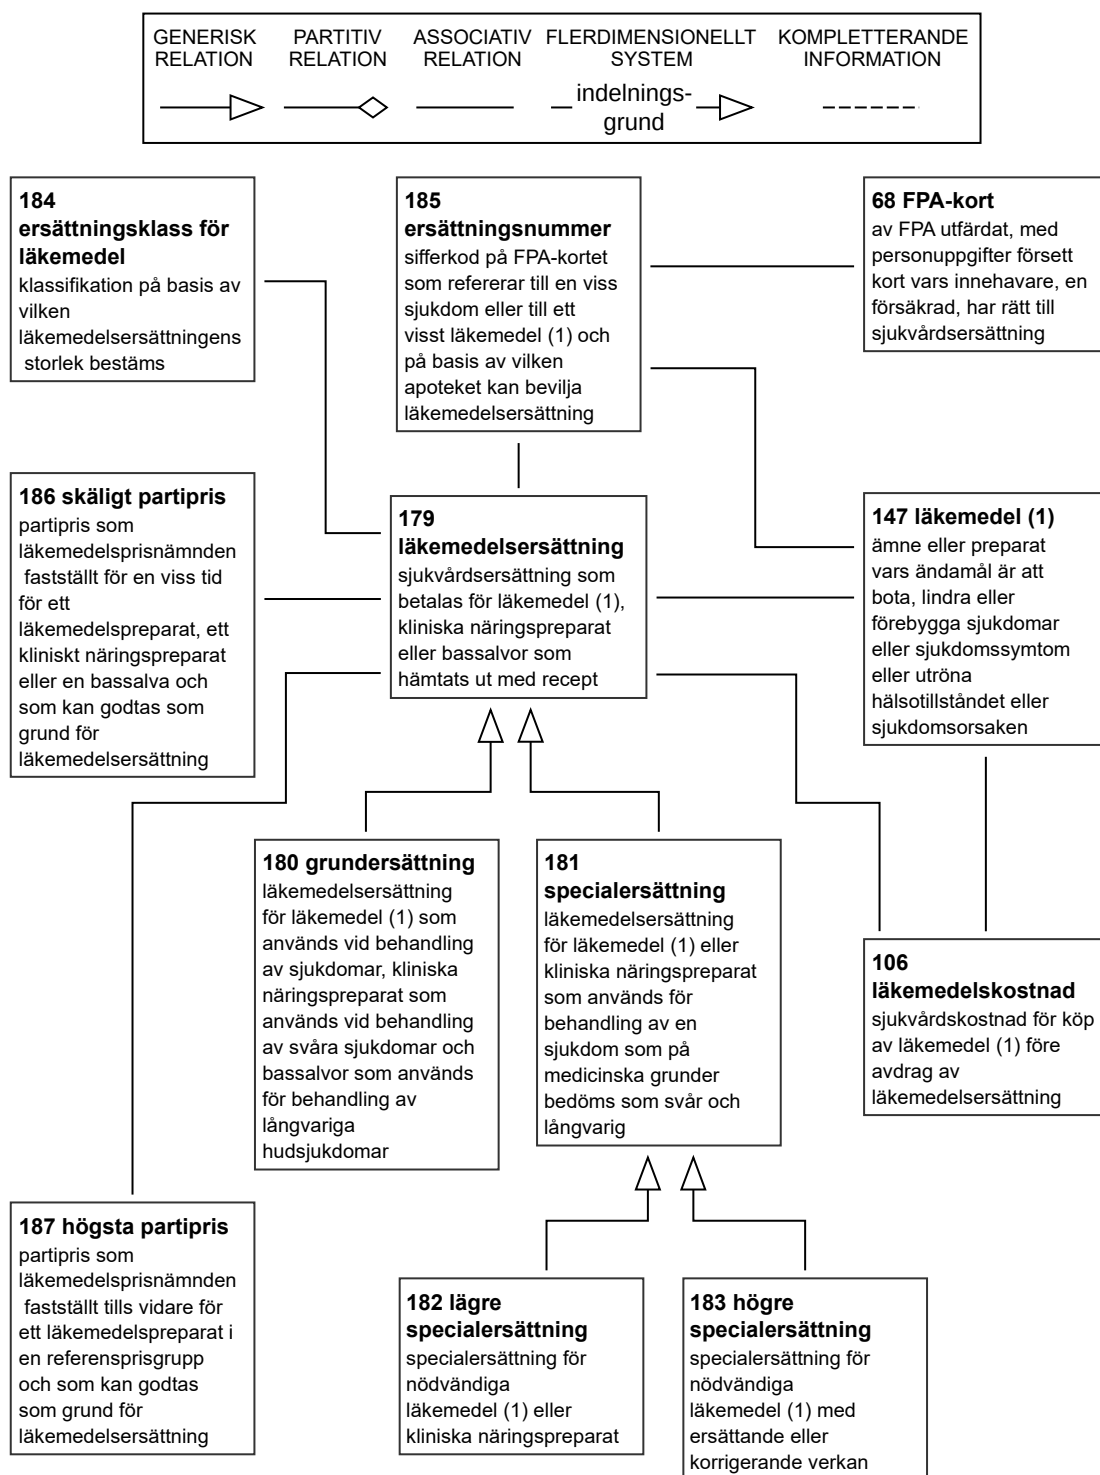 GENERISK
RELATION
PARTITIV
RELATION
ASSOCIATIV
RELATION
FLERDIMENSIONELLT
SYSTEM
KOMPLETTERANDE
INFORMATION
indelnings-
grund
184
ersättningsklass för
läkemedel
klassifikation på basis av
vilken
läkemedelsersättningens
storlek bestäms
185
ersättningsnummer
sifferkod på FPA-kortet
som refererar till en viss
sjukdom eller till ett
visst läkemedel (1) och
på basis av vilken
apoteket kan bevilja
läkemedelsersättning
68 FPA-kort
av FPA utfärdat, med
personuppgifter försett
kort vars innehavare, en
försäkrad, har rätt till
sjukvårdsersättning
186 skäligt partipris
partipris som
läkemedelsprisnämnden
fastställt för en viss tid
för ett
läkemedelspreparat, ett
kliniskt näringspreparat
eller en bassalva och
som kan godtas som
grund för
läkemedelsersättning
179
läkemedelsersättning
sjukvårdsersättning som
betalas för läkemedel (1),
kliniska näringspreparat
eller bassalvor som
hämtats ut med recept
147 läkemedel (1)
ämne eller preparat
vars ändamål är att
bota, lindra eller
förebygga sjukdomar
eller sjukdomssymtom
eller utröna
hälsotillståndet eller
sjukdomsorsaken
180 grundersättning
läkemedelsersättning
för läkemedel (1) som
används vid behandling
av sjukdomar, kliniska
näringspreparat som
används vid behandling
av svåra sjukdomar och
bassalvor som används
för behandling av
långvariga
hudsjukdomar
181
specialersättning
läkemedelsersättning
för läkemedel (1) eller
kliniska näringspreparat
som används för
behandling av en
sjukdom som på
medicinska grunder
bedöms som svår och
långvarig
106
läkemedelskostnad
sjukvårdskostnad för köp
av läkemedel (1) före
avdrag av
läkemedelsersättning
187 högsta partipris
partipris som
läkemedelsprisnämnden
fastställt tills vidare för
ett läkemedelspreparat i
en referensprisgrupp
och som kan godtas
som grund för
läkemedelsersättning
182 lägre
specialersättning
specialersättning för
nödvändiga
läkemedel (1) eller
kliniska näringspreparat
183 högre
specialersättning
specialersättning för
nödvändiga
läkemedel (1) med
ersättande eller
korrigerande verkan